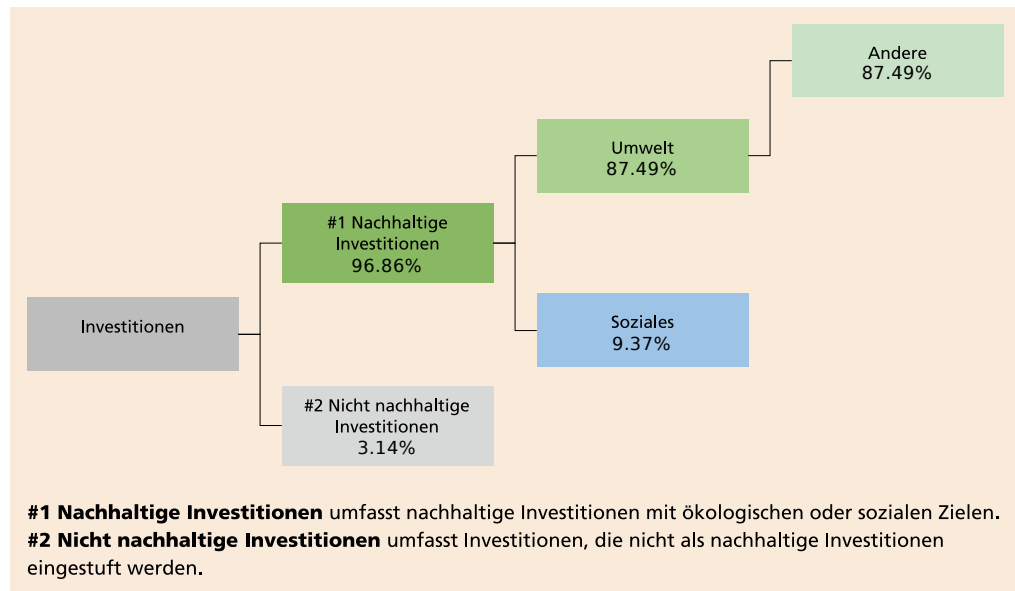 Andere
87.49%
Umwelt
87.49%
#1 Nachhaltige
Investitionen
96.86%
Investitionen
Soziales
9.37%
#2 Nicht nachhaltige
Investitionen
3.14%
#1 Nachhaltige Investitionen umfasst nachhaltige Investitionen mit ökologischen oder sozialen Zielen.
#2 Nicht nachhaltige Investitionen umfasst Investitionen, die nicht als nachhaltige Investitionen
eingestuft werden.